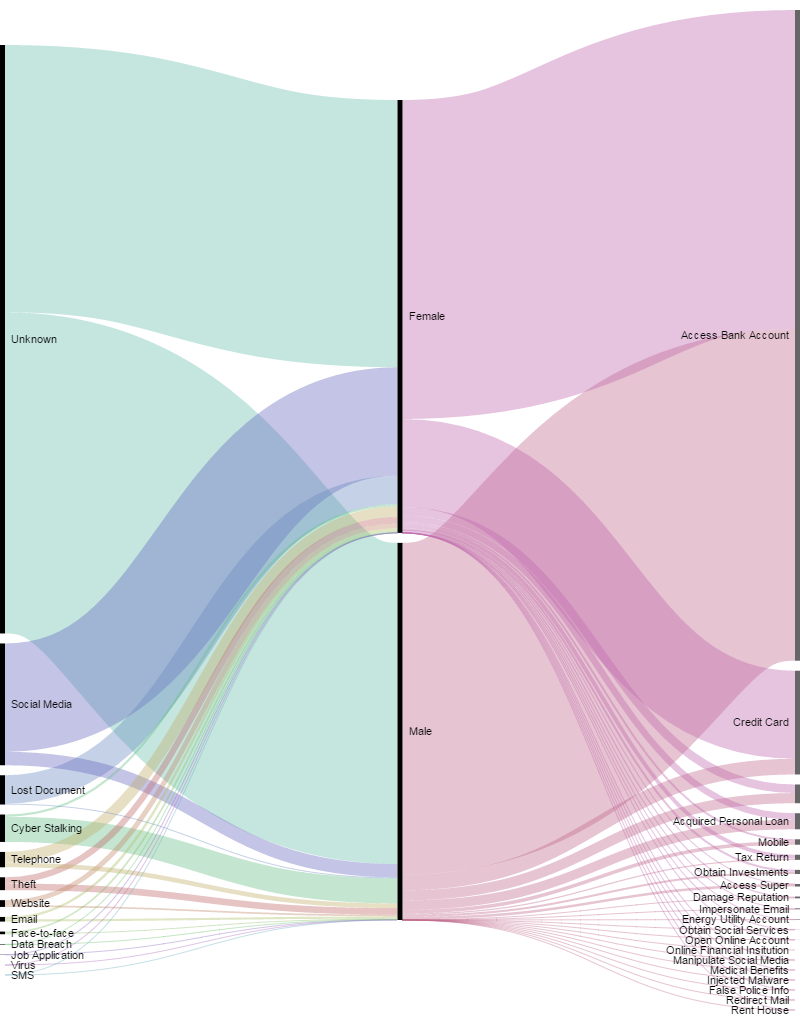 Unknown
Social Media
Lost Document
Cyber Stalking
Telephone
Theft
Website
Email
Face-to-face
Data Breach
Job Application
Virus
SMS
Female
Male
Access Bank Account
Credit Card
Acquired Personal Loan
Mobile
Tax Return
Obtain Investments
Access Super
Damage Reputation
Impersonate Email
Energy Utility Account
Obtain Social Services
Open Online Account
Online Financial Insitution
Manipulate Social Media
Medical Benefits
Injected Malware
False Police Info
Redirect Mail
Rent House